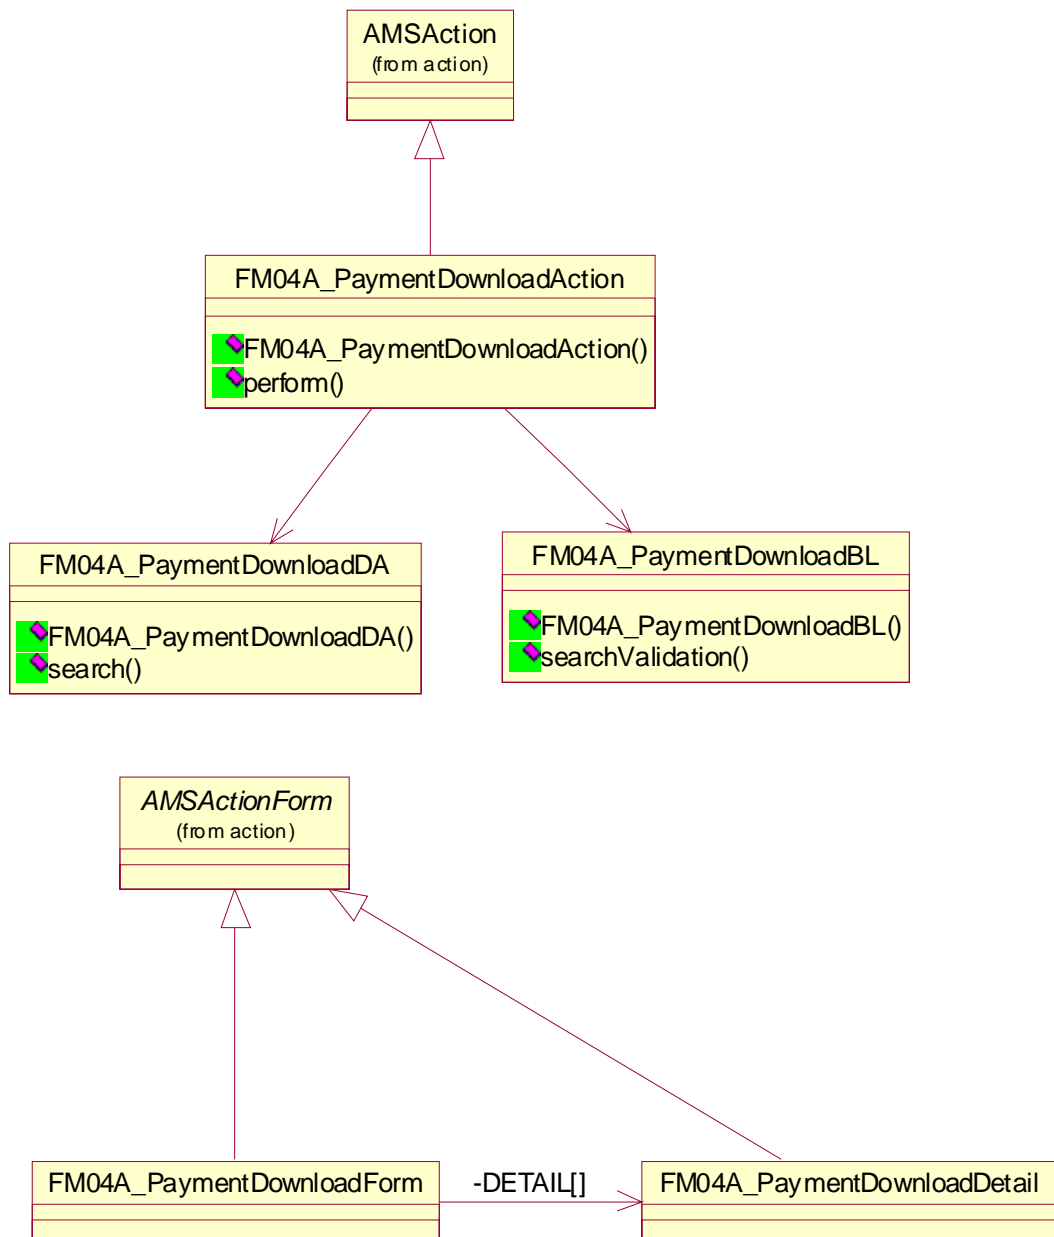 AMSAction
(from action)
FM04A_PaymentDownloadAction
FM04A_PaymentDownloadAction()
perform()
FM04A_PaymentDownloadDA
FM04A_PaymentDownloadDA()
search()
FM04A_PaymentDownloadBL
FM04A_PaymentDownloadBL()
searchValidation()
AMSActionForm
(from action)
FM04A_PaymentDownloadForm
-DETAIL[]
FM04A_PaymentDownloadDetail